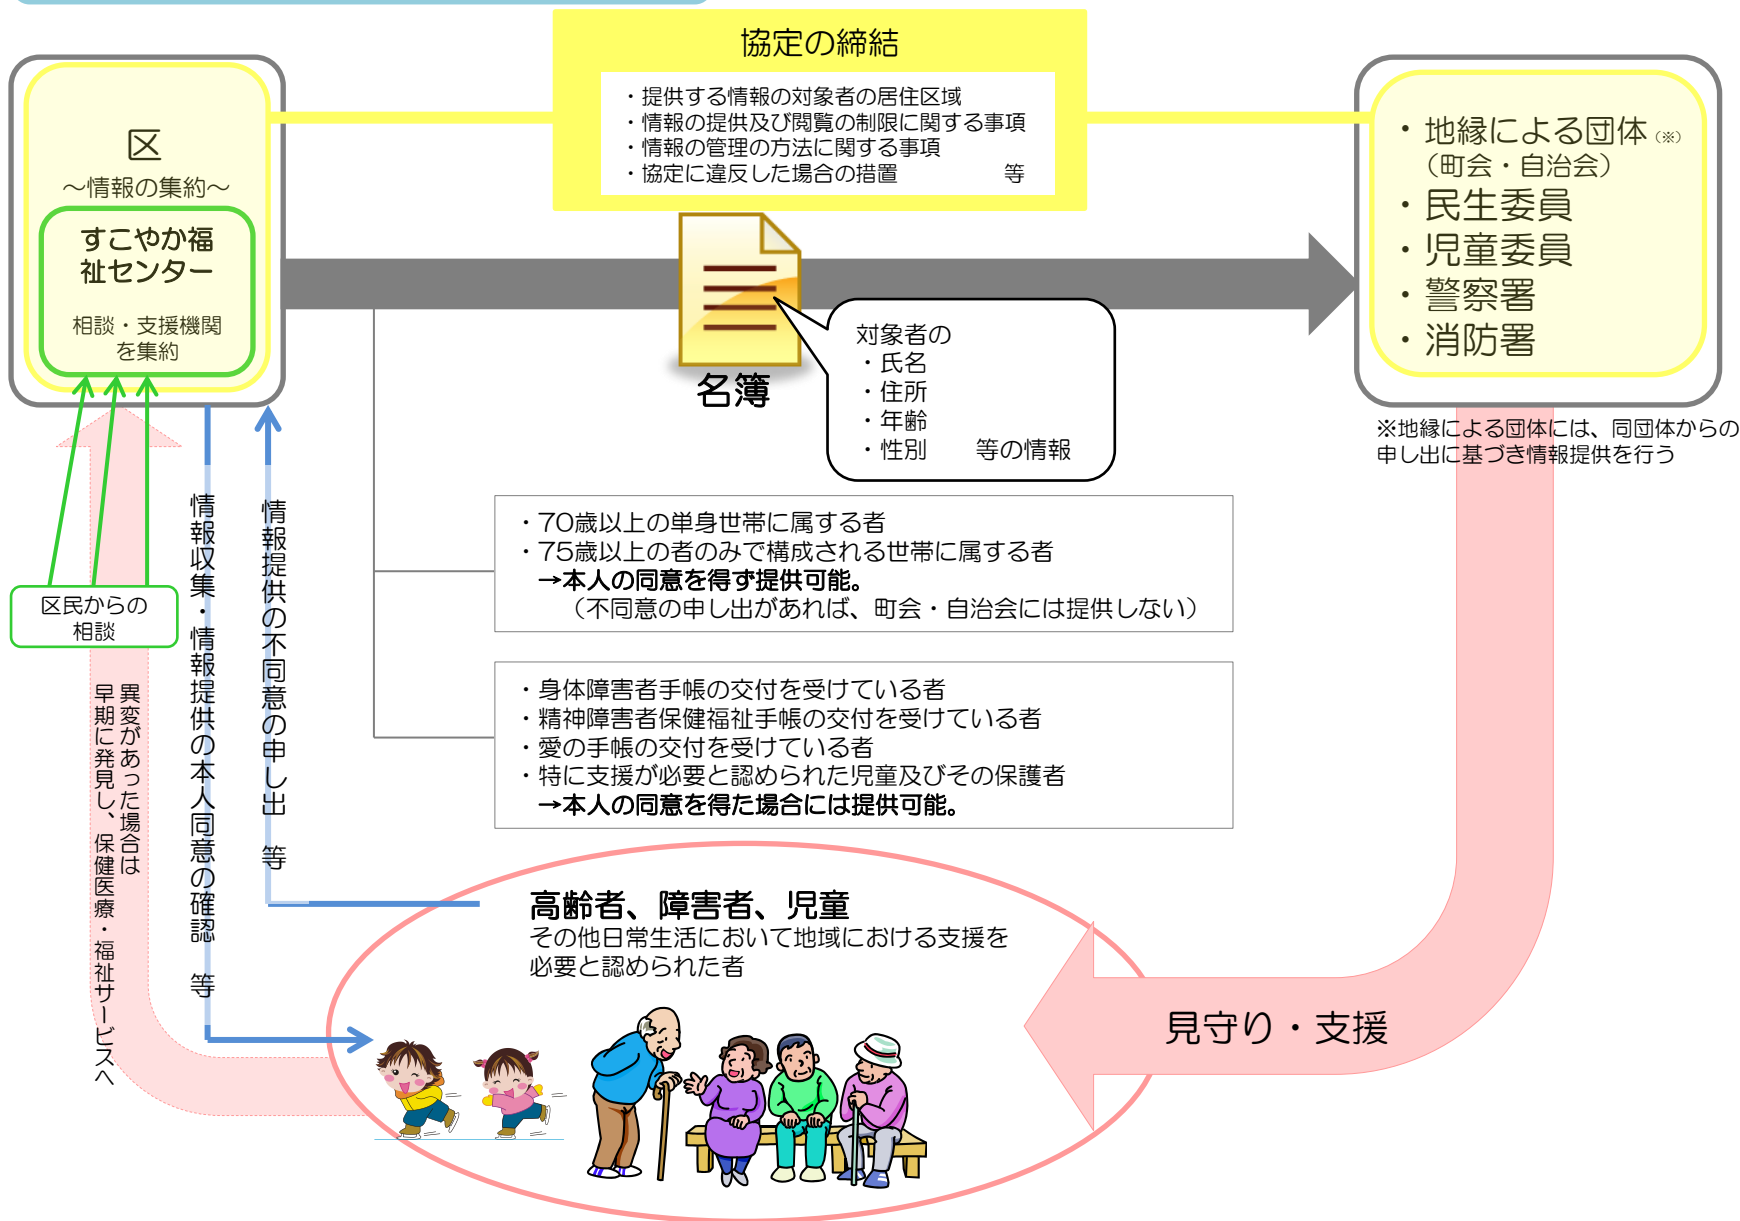 協定の締結
・提供する情報の対象者の居住区域
・情報の提供及び閲覧の制限に関する事項
・情報の管理の方法に関する事項
・協定に違反した場合の措置 等
区
～情報の集約～
すこやか福
祉センター
相談・支援機関
を集約
・地縁による団体(※)
（町会・自治会）
・民生委員
・児童委員
・警察署
・消防署
※地縁による団体には、同団体からの
申し出に基づき情報提供を行う
名簿
対象者の
・氏名
・住所
・年齢
・性別 等の情報
・70歳以上の単身世帯に属する者
・75歳以上の者のみで構成される世帯に属する者
→本人の同意を得ず提供可能。
（不同意の申し出があれば、町会・自治会には提供しない）
・身体障害者手帳の交付を受けている者
・精神障害者保健福祉手帳の交付を受けている者
・愛の手帳の交付を受けている者
・特に支援が必要と認められた児童及びその保護者
→本人の同意を得た場合には提供可能。
区民からの
相談
異変があった場合は
早期に発見し、保健医療・福祉サービスへ
情報収集・情報提供の本人同意の確認 等
情報提供の不同意の申し出 等
高齢者、障害者、児童
その他日常生活において地域における支援を
必要と認められた者
見守り・支援